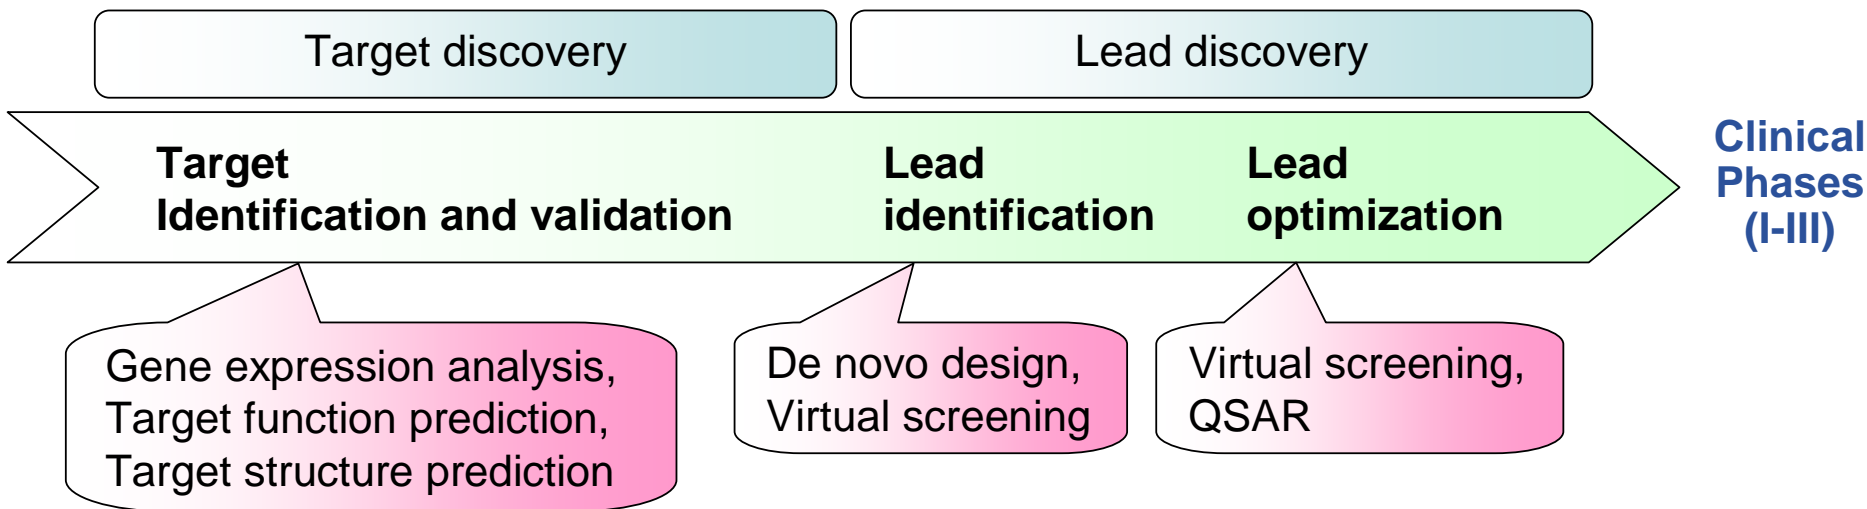 Target discovery
Lead discovery
Target
Identification and validation
Lead
identification
Lead
optimization
Clinical
Phases
(I-III)
Gene expression analysis,
Target function prediction,
Target structure prediction
De novo design,
Virtual screening
Virtual screening,
QSAR